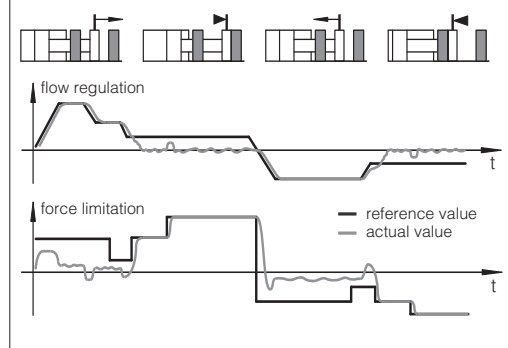 flow regulation
t
force limitation
reference value
actual value
t